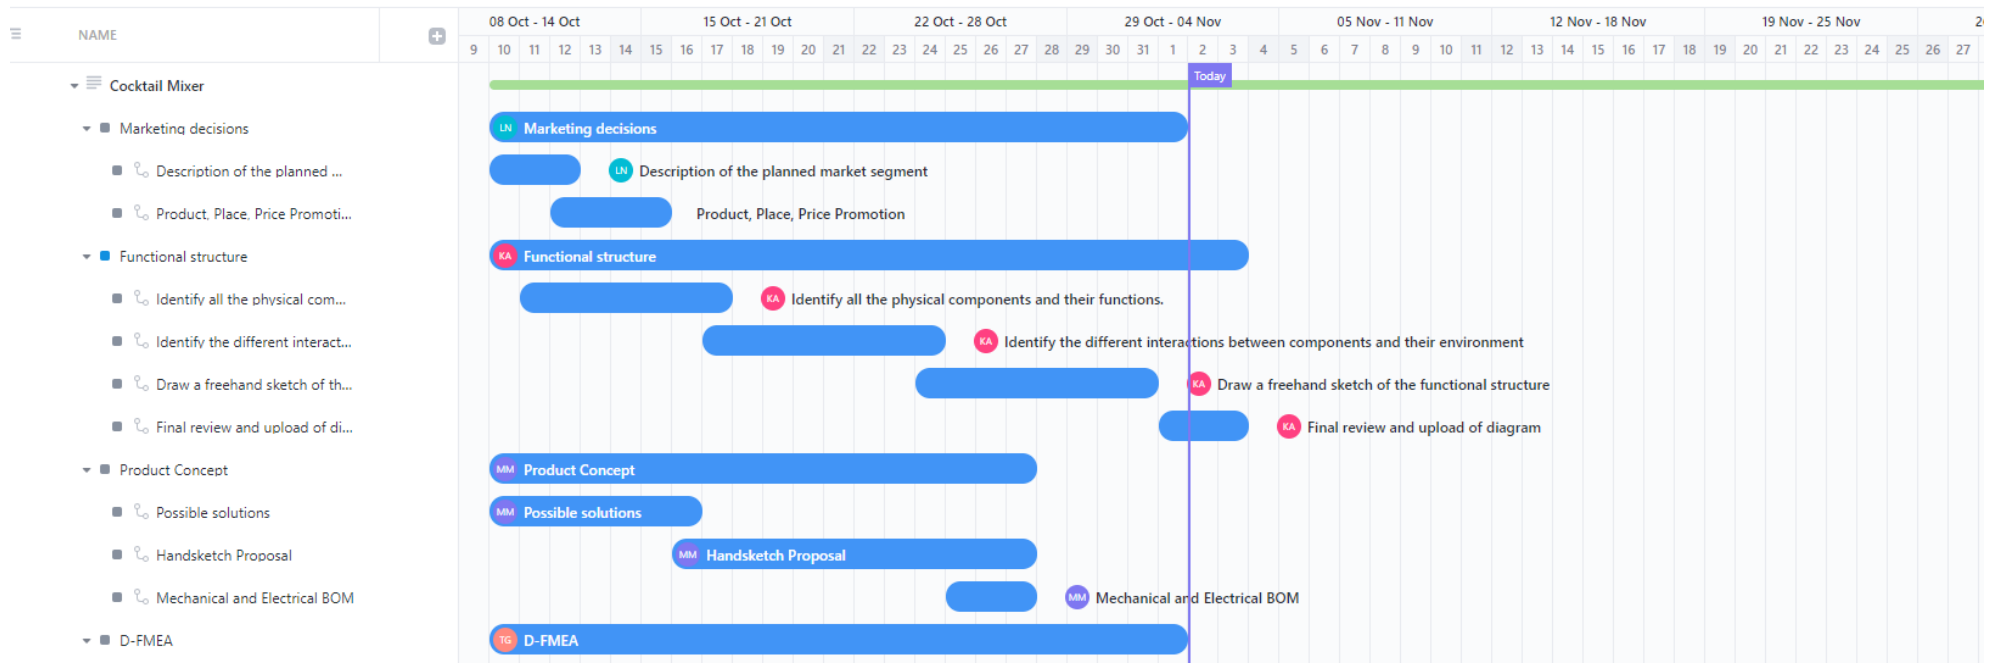 08 Oct - 14 Oct 15 Oct - 21 Oct 22 Oct - 28 Oct 29 Oct - 04 Nov 05 Nov - 11 Nov 12 Nov - 18 Nov 19 Nov - 25 Nov 2
NAME
9 10 11 12 13 14 15 16 17 18 19 20 21 22 23 24 25 26 27 28 29 30 31 1 2 3 4 5 6 7 8 9 10 11 12 13 14 15 16 17 18 19 20 21 22 23 24 25 26 27
Today
Cocktail Mixer
Marketing decisions LN Marketing decisions
Description of the planned ... LN Description of the planned market segment
Product, Place, Price Promoti... Product, Place, Price Promotion
Functional structure KA Functional structure
Identify all the physical com... KA Identify all the physical components and their functions.
Identify the different interact... KA Identify the different interactions between components and their environment
Draw a freehand sketch of th... KA Draw a freehand sketch of the functional structure
Final review and upload of di... KA Final review and upload of diagram
Product Concept MM Product Concept
Possible solutions MM Possible solutions
Handsketch Proposal MM Handsketch Proposal
Mechanical and Electrical BOM MM Mechanical and Electrical BOM
D-FMEA TG D-FMEA